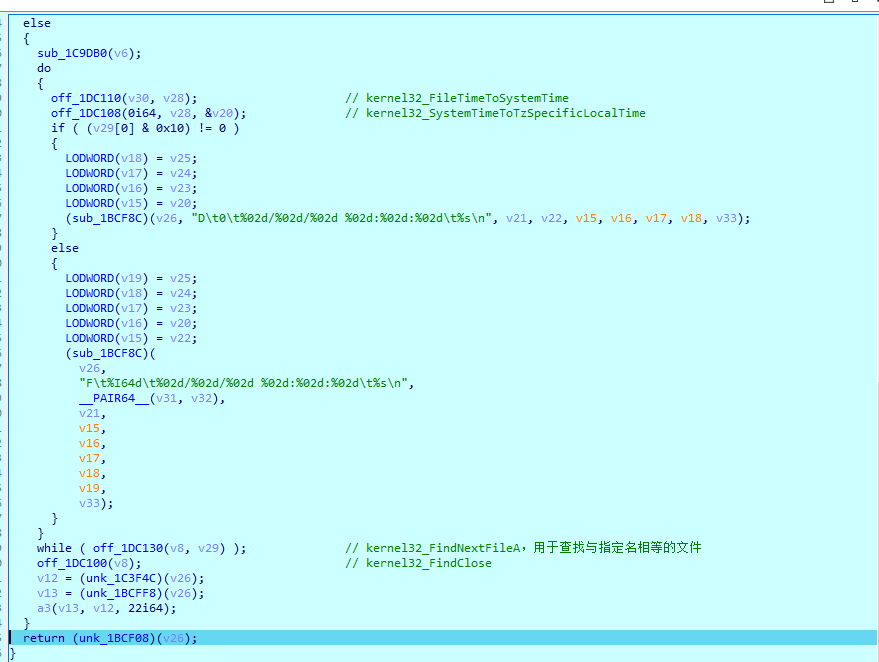 else
{
sub_1C9DB0(v6);
do
{
off_1DC110(v30, v28); // kernel32_FileTimeToSystemTime
off_1DC108(0i64, v28, &v20); // kernel32_SystemTimeToTzSpecificLocalTime
if ( (v29[0] & 0x10) != 0 )
{
LODWORD(v18) = v25;
LODWORD(v17) = v24;
LODWORD(v16) = v23;
LODWORD(v15) = v20;
(sub_1BCF8C)(v26, "D\t0\t%02d/%02d/%02d %02d:%02d:%02d\t%s\n", v21, v22, v15, v16, v17, v18, v33);
}
else
{
LODWORD(v19) = v25;
LODWORD(v18) = v24;
LODWORD(v17) = v23;
LODWORD(v16) = v20;
LODWORD(v15) = v22;
(sub_1BCF8C)(
v26,
"F\t%I64d\t%02d/%02d/%02d %02d:%02d:%02d\t%s\n",
__PAIR64__(v31, v32),
v21,
v15,
v16,
v17,
v18,
v19,
v33);
}
}
while ( off_1DC130(v8, v29) ); // kernel32_FindNextFileA，用于查找与指定名相等的文件
off_1DC100(v8); // kernel32_FindClose
v12 = (unk_1C3F4C)(v26);
v13 = (unk_1BCFF8)(v26);
a3(v13, v12, 22i64);
}
return (unk_1BCF08)(v26);
}